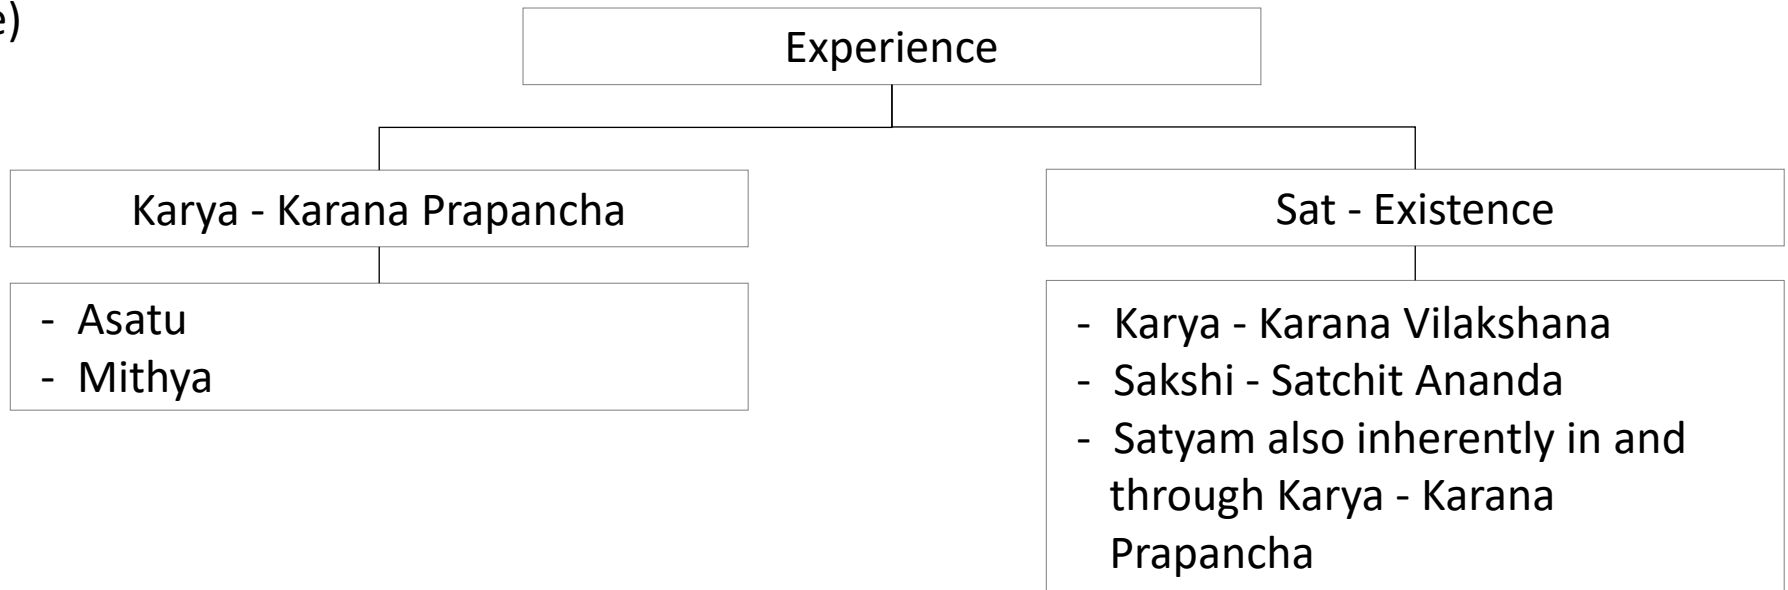 e)
Experience
Karya - Karana Prapancha
- Asatu
- Mithya
Sat - Existence
- Karya - Karana Vilakshana
- Sakshi - Satchit Ananda
- Satyam also inherently in and
through Karya - Karana
Prapancha